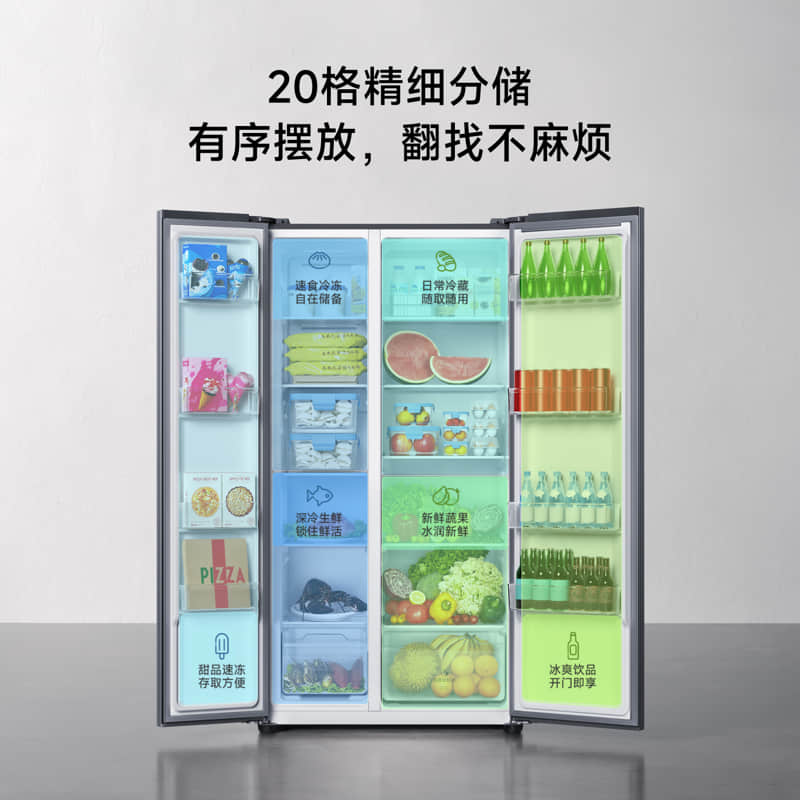 20格精细分储
有序摆放，翻找不麻烦
速食冷冻
自在储备
日常冷藏
随取随用
深冷生鲜
锁住鲜活
新鲜蔬果
水润新鲜
PIZZA
甜品速冻
存取方便
冰爽饮品
开门即享